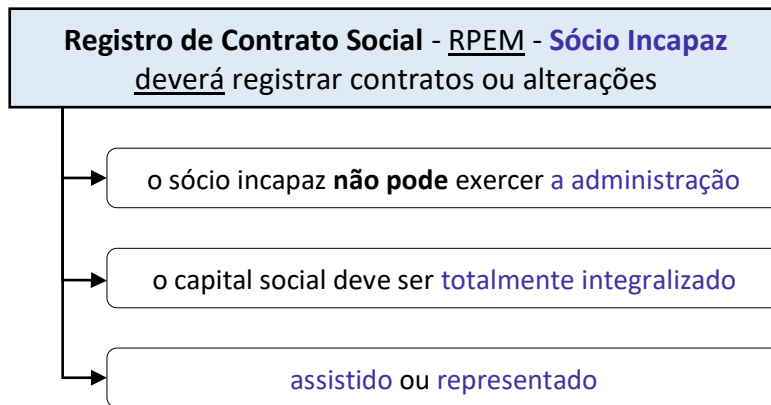 Registro de Contrato Social - RPEM - Sócio Incapaz
deverá registrar contratos ou alterações
o sócio incapaz não pode exercer a administração
o capital social deve ser totalmente integralizado
assistido ou representado